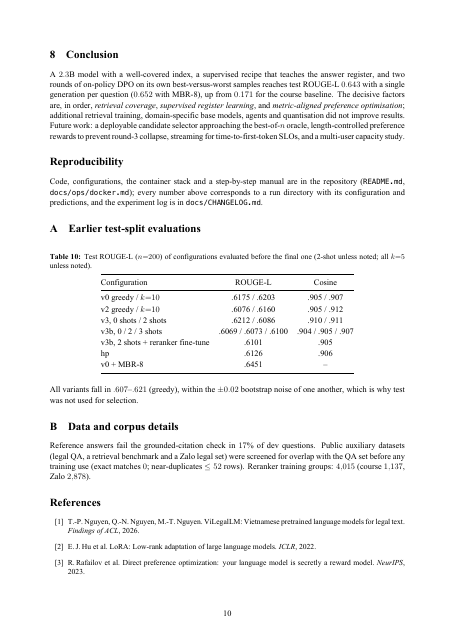 8 Conclusion
A 2.3B model with a well-covered index, a supervised recipe that teaches the answer register, and two
rounds of on-policy DPO on its own best-versus-worst samples reaches test ROUGE-L 0.643 with a single
generation per question (0.652 with MBR-8), up from 0.171 for the course baseline. The decisive factors
are, in order, retrieval coverage, supervised register learning, and metric-aligned preference optimisation;
additional retrieval training, domain-specific base models, agents and quantisation did not improve results.
Future work: a deployable candidate selector approaching the best-of-n oracle, length-controlled preference
rewards to prevent round-3 collapse, streaming for time-to-first-token SLOs, and a multi-user capacity study.
Reproducibility
Code, configurations, the container stack and a step-by-step manual are in the repository (README.md,
docs/ops/docker.md); every number above corresponds to a run directory with its configuration and
predictions, and the experiment log is in docs/CHANGELOG.md.
A Earlier test-split evaluations
Table 10: Test ROUGE-L (n=200) of configurations evaluated before the final one (2-shot unless noted; all k=5
unless noted).
Configuration ROUGE-L Cosine
v0 greedy / k=10 .6175 / .6203 .905 / .907
v2 greedy / k=10 .6076 / .6160 .905 / .912
v3, 0 shots / 2 shots .6212 / .6086 .910 / .911
v3b, 0 / 2 / 3 shots .6069 / .6073 / .6100 .904 / .905 / .907
v3b, 2 shots + reranker fine-tune .6101 .905
hp .6126 .906
v0 + MBR-8 .6451 –
All variants fall in .607–.621 (greedy), within the ±0.02 bootstrap noise of one another, which is why test
was not used for selection.
B Data and corpus details
Reference answers fail the grounded-citation check in 17% of dev questions. Public auxiliary datasets
(legal QA, a retrieval benchmark and a Zalo legal set) were screened for overlap with the QA set before any
training use (exact matches 0; near-duplicates ≤ 52 rows). Reranker training groups: 4,015 (course 1,137,
Zalo 2,878).
References
[1] T.-P. Nguyen, Q.-N. Nguyen, M.-T. Nguyen. ViLegalLM: Vietnamese pretrained language models for legal text.
Findings of ACL, 2026.
[2] E. J. Hu et al. LoRA: Low-rank adaptation of large language models. ICLR, 2022.
[3] R. Rafailov et al. Direct preference optimization: your language model is secretly a reward model. NeurIPS,
2023.
10